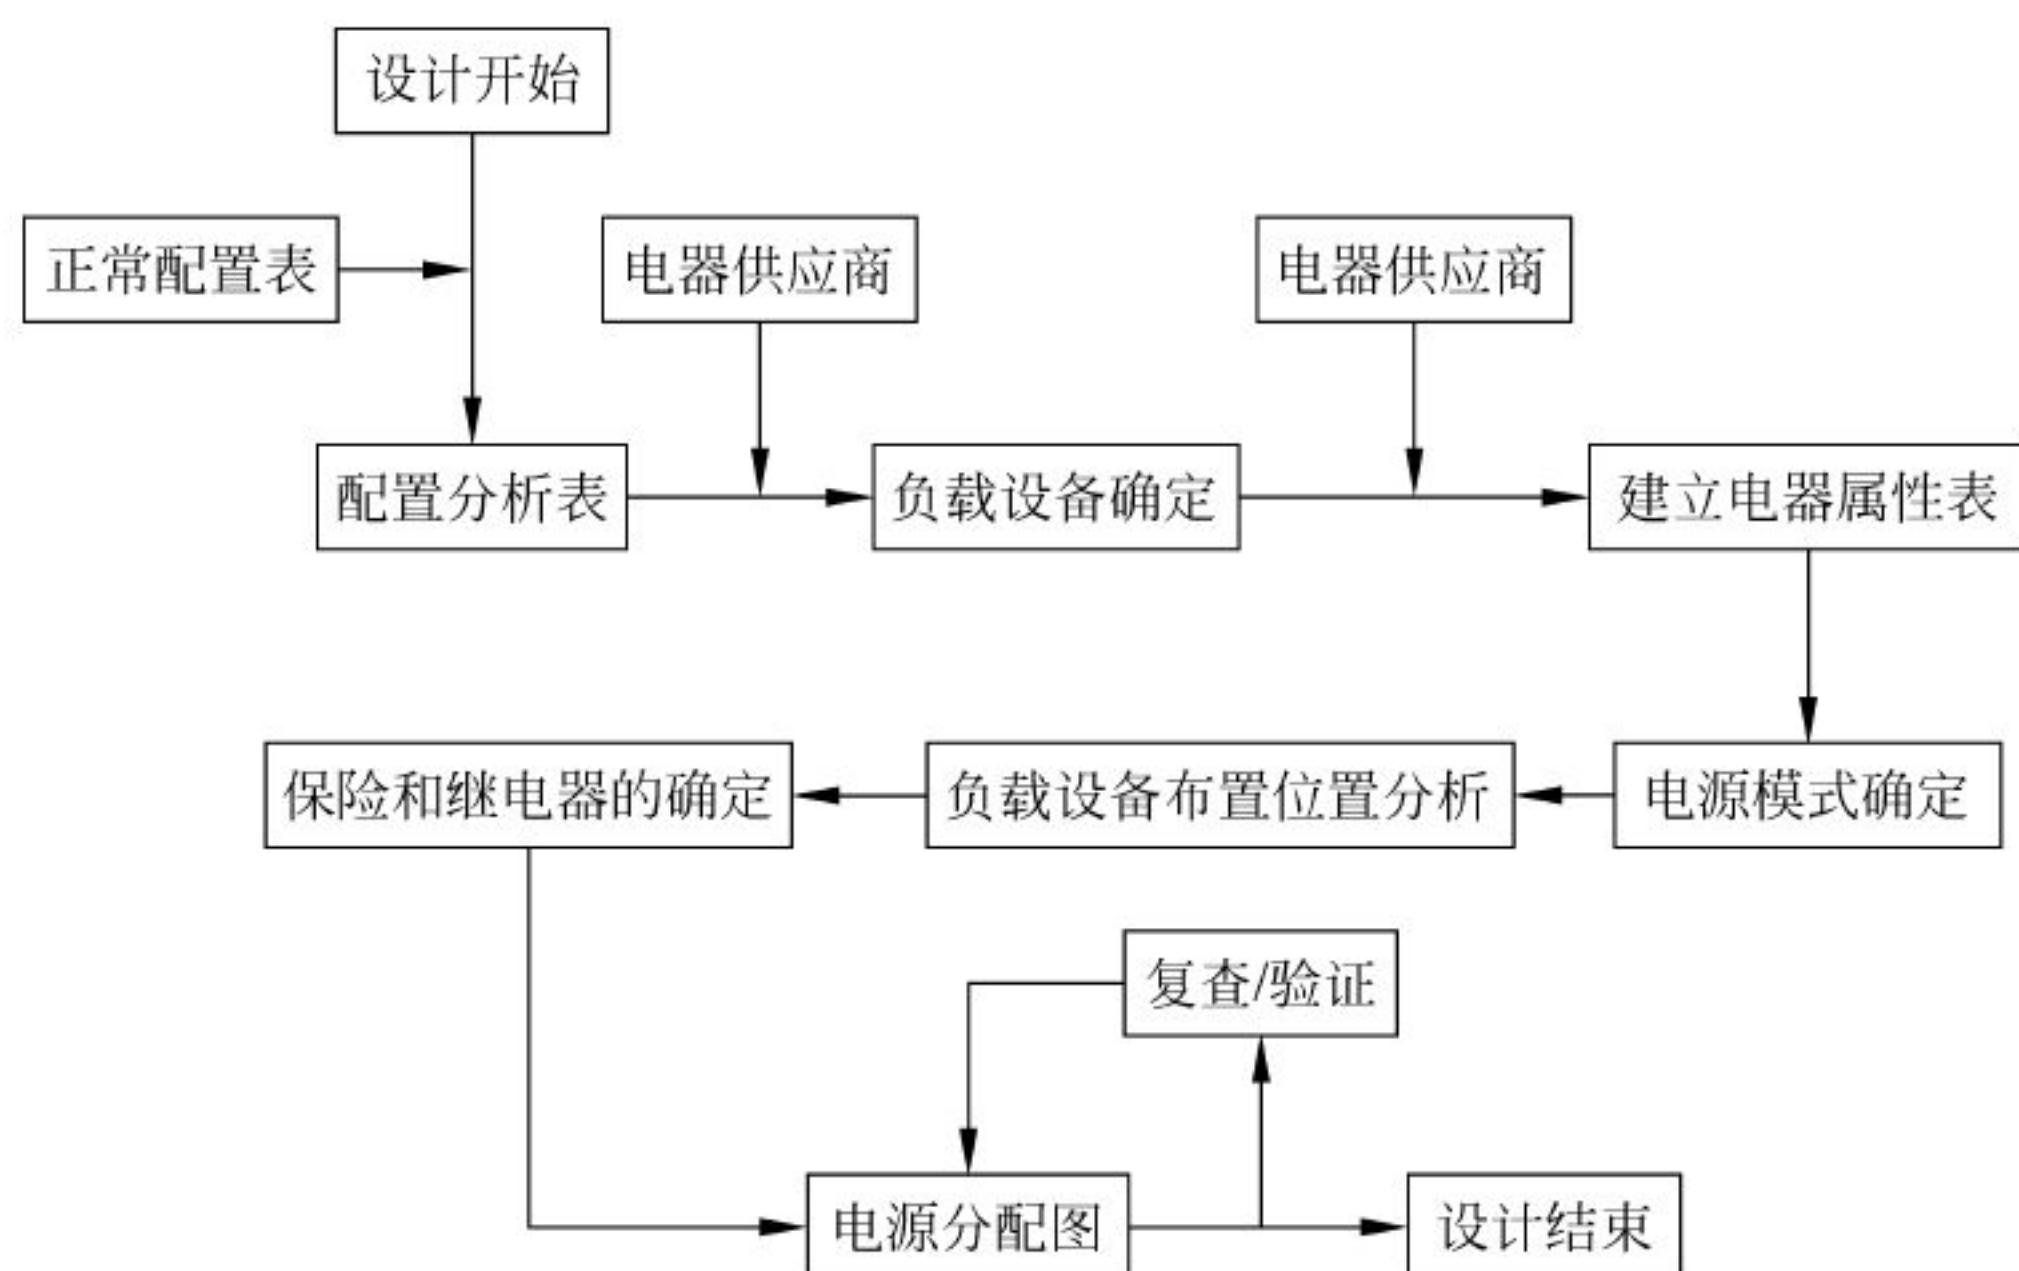 设计开始
正常配置表
电器供应商
电器供应商
配置分析表
负载设备确定
建立电器属性表
保险和继电器的确定
负载设备布置位置分析
电源模式确定
复查/验证
电源分配图
设计结束